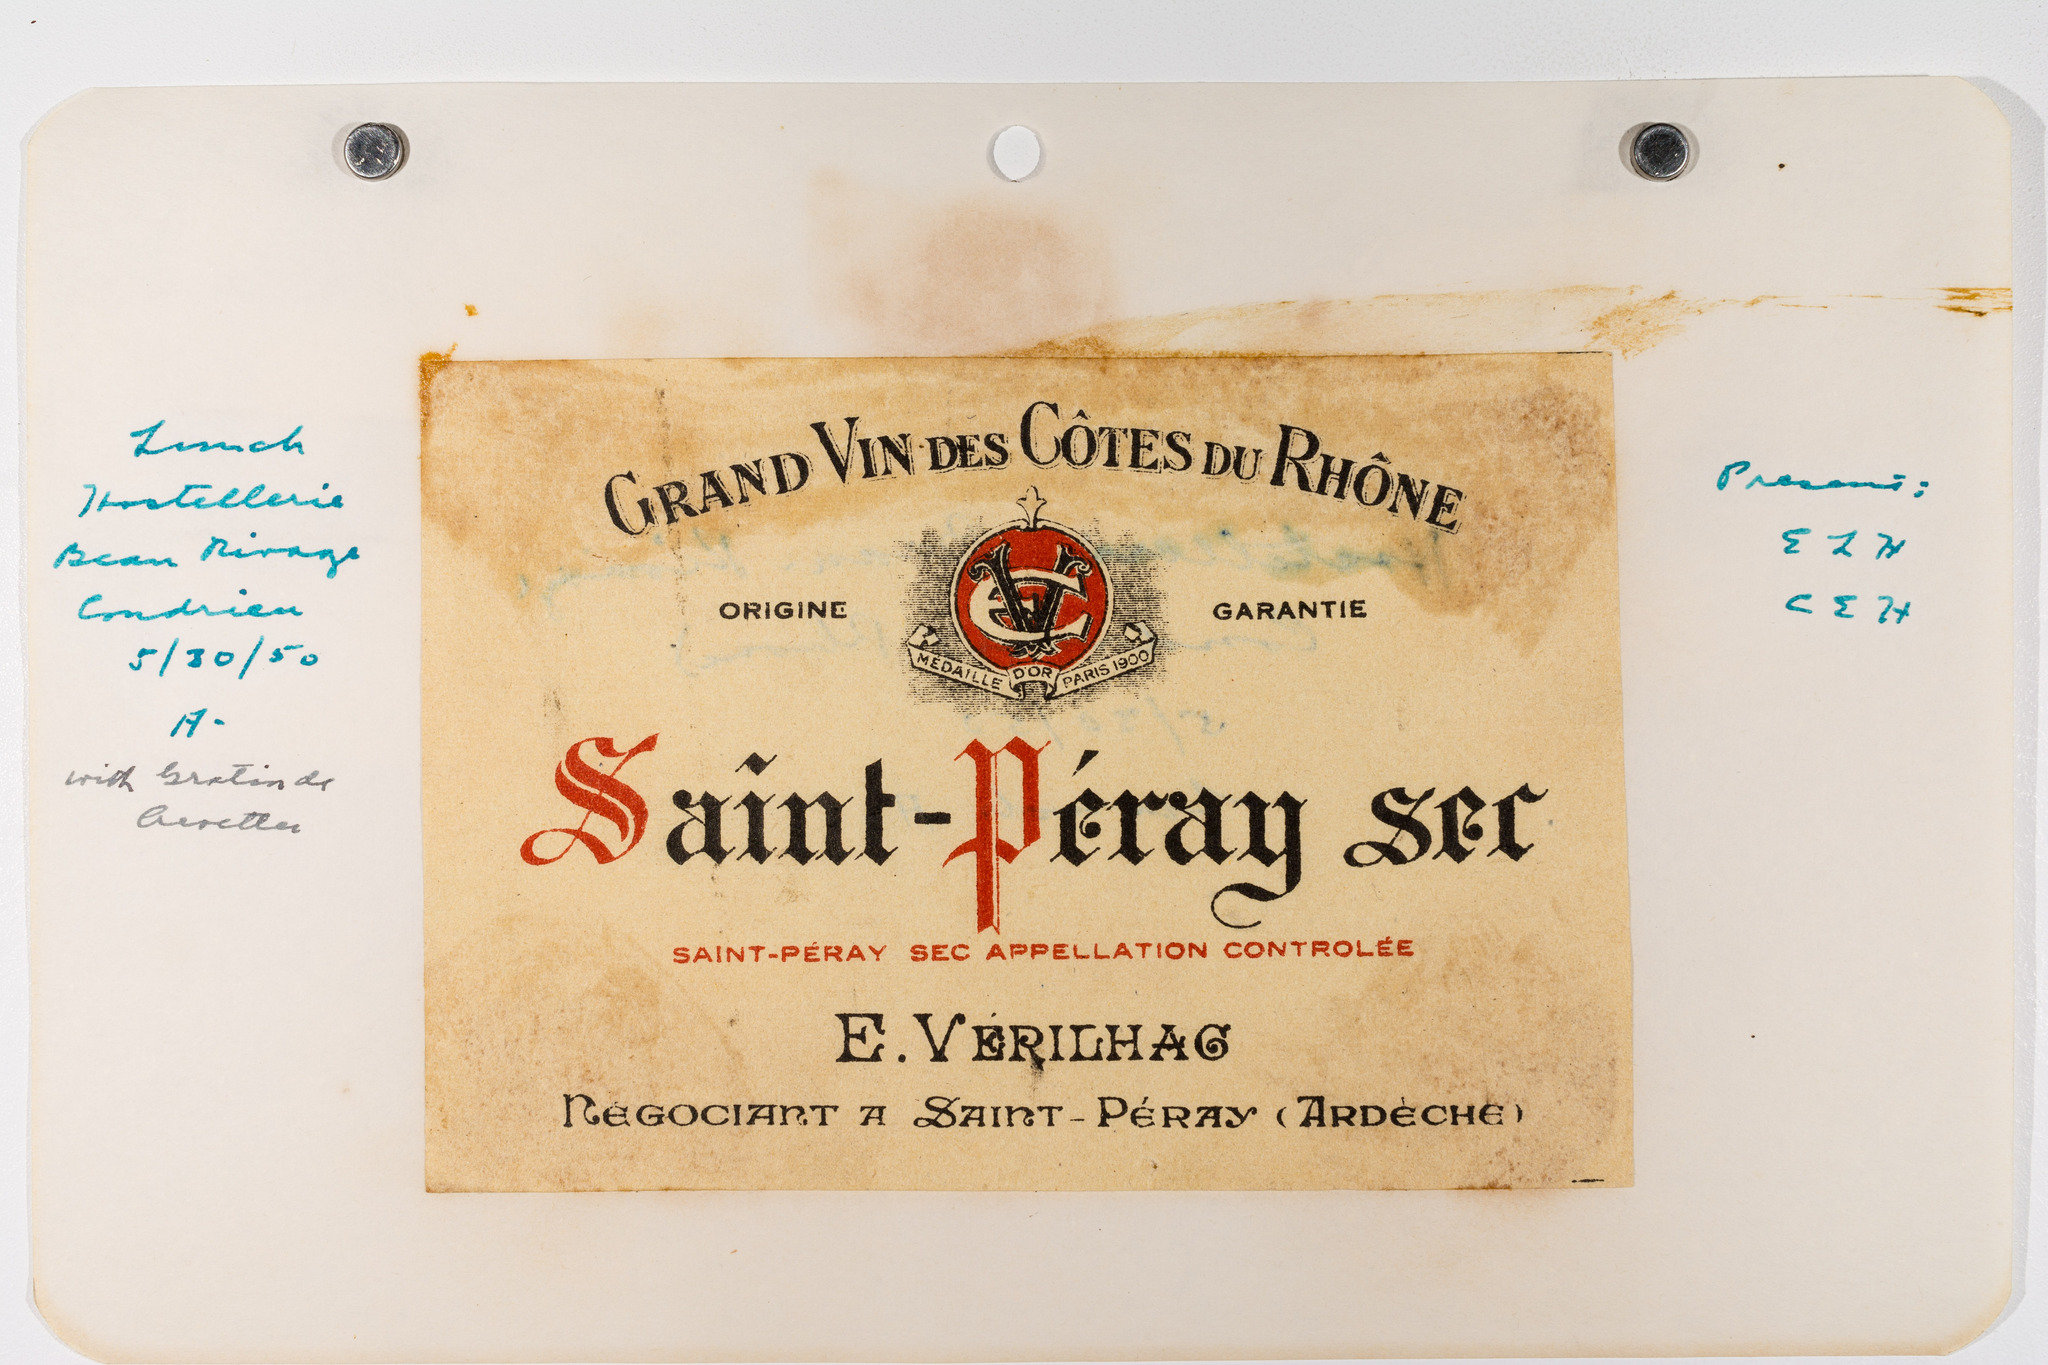 Lunch
Hostellerie
Beau Rivage
Condrieu
5/30/50
A-
with Gratin de
GRAND VIN DES CÔTES DU RHÔNE
ORIGINE
GARANTIE
MÉDAILLE D'OR PARIS 1900
Saint-Péray sec
SAINT-PÉRAY SEC APPELLATION CONTROLÉE
E. VÉRILHAC
NÉGOCIANT A SAINT-PÉRAY (ARDÈCHE)
Present:
E L H
C E H